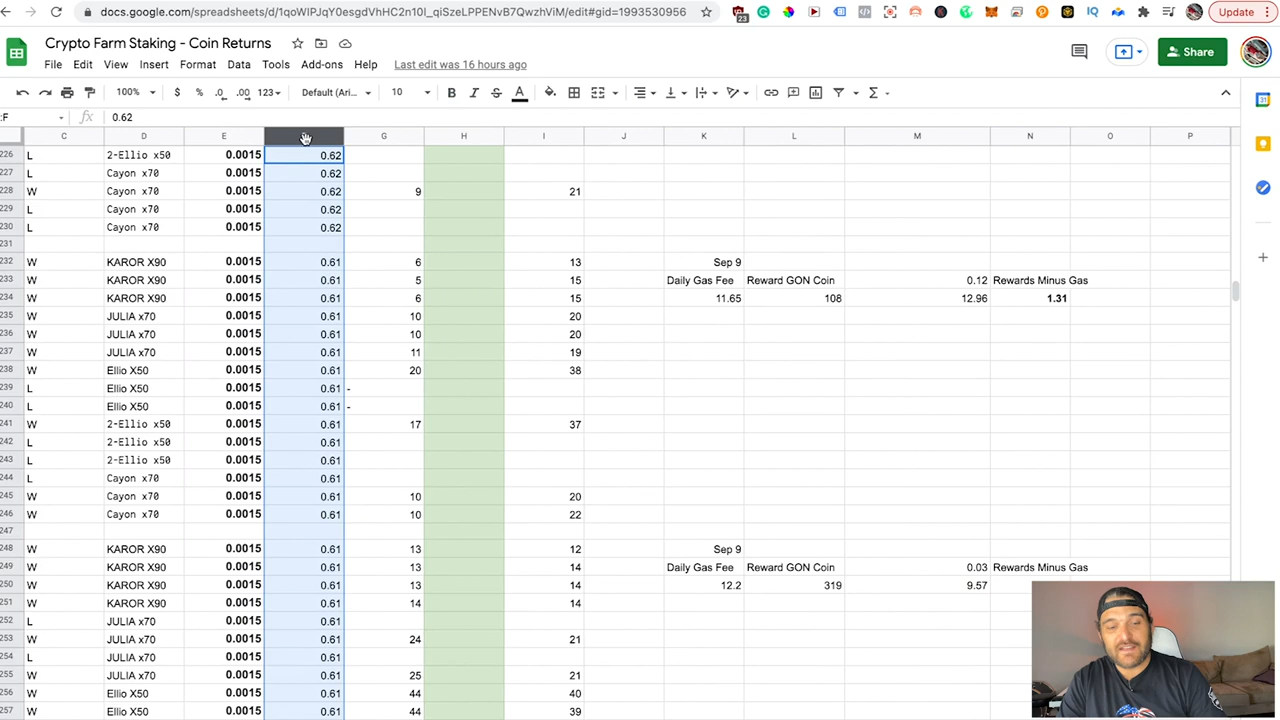 docs.google.com/spreadsheets/d/1qoWIPJqY0esgdVhHC2n10I_qiSzeLPPENvB7QwzhViM/edit#gid=1993530956
23
Update
Crypto Farm Staking - Coin Returns
File Edit View Insert Format Data Tools Add-ons Help Last edit was 16 hours ago
Share
100% $ % .0 .00 123 Default (Ari... 10 B I S A
:F fx 0.62
C D E G H I J K L M N O P
226 L 2-Ellio x50 0.0015 0.62
227 L Cayon x70 0.0015 0.62
228 W Cayon x70 0.0015 0.62 9 21
229 L Cayon x70 0.0015 0.62
230 L Cayon x70 0.0015 0.62
231
232 W KAROR X90 0.0015 0.61 6 13 Sep 9
233 W KAROR X90 0.0015 0.61 5 15 Daily Gas Fee Reward GON Coin 0.12 Rewards Minus Gas
234 W KAROR X90 0.0015 0.61 6 15 11.65 108 12.96 1.31
235 W JULIA x70 0.0015 0.61 10 20
236 W JULIA x70 0.0015 0.61 10 20
237 W JULIA x70 0.0015 0.61 11 19
238 W Ellio X50 0.0015 0.61 20 38
239 L Ellio X50 0.0015 0.61 -
240 L Ellio X50 0.0015 0.61 -
241 W 2-Ellio x50 0.0015 0.61 17 37
242 L 2-Ellio x50 0.0015 0.61
243 L 2-Ellio x50 0.0015 0.61
244 L Cayon x70 0.0015 0.61
245 W Cayon x70 0.0015 0.61 10 20
246 W Cayon x70 0.0015 0.61 10 22
247
248 W KAROR X90 0.0015 0.61 13 12 Sep 9
249 W KAROR X90 0.0015 0.61 13 14 Daily Gas Fee Reward GON Coin 0.03 Rewards Minus Gas
250 W KAROR X90 0.0015 0.61 13 14 12.2 319 9.57
251 W KAROR X90 0.0015 0.61 14 14
252 L JULIA x70 0.0015 0.61
253 W JULIA x70 0.0015 0.61 24 21
254 L JULIA x70 0.0015 0.61
255 W JULIA x70 0.0015 0.61 25 21
256 W Ellio X50 0.0015 0.61 44 40
257 W Ellio X50 0.0015 0.61 44 39